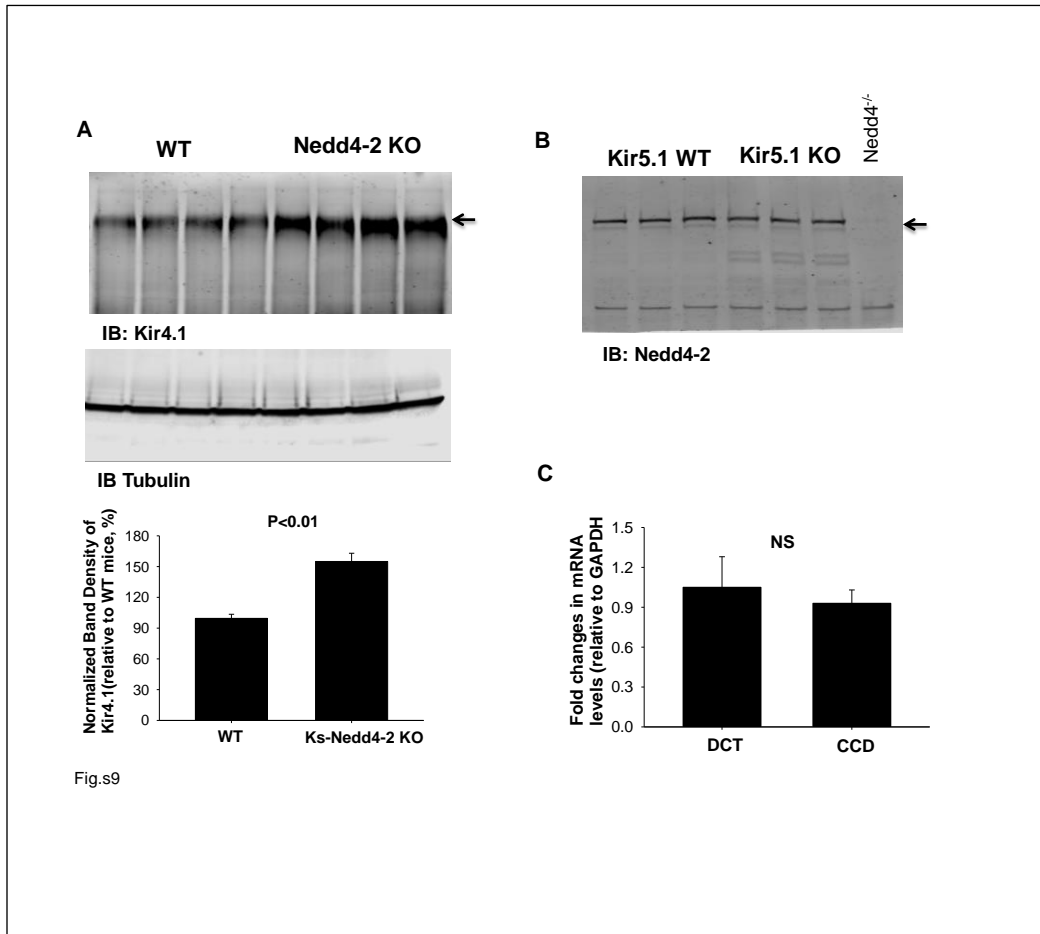 A
WT
Nedd4-2 KO
IB: Kir4.1
IB Tubulin
Normalized Band Density of
Kir4.1(relative to WT mice, %)
P<0.01
180
150
120
90
60
30
0
WT
Ks-Nedd4-2 KO
Fig.s9
B
Kir5.1 WT
Kir5.1 KO
Nedd4-/-
IB: Nedd4-2
C
Fold changes in mRNA
levels (relative to GAPDH
NS
1.5
1.2
0.9
0.6
0.3
0.0
DCT
CCD